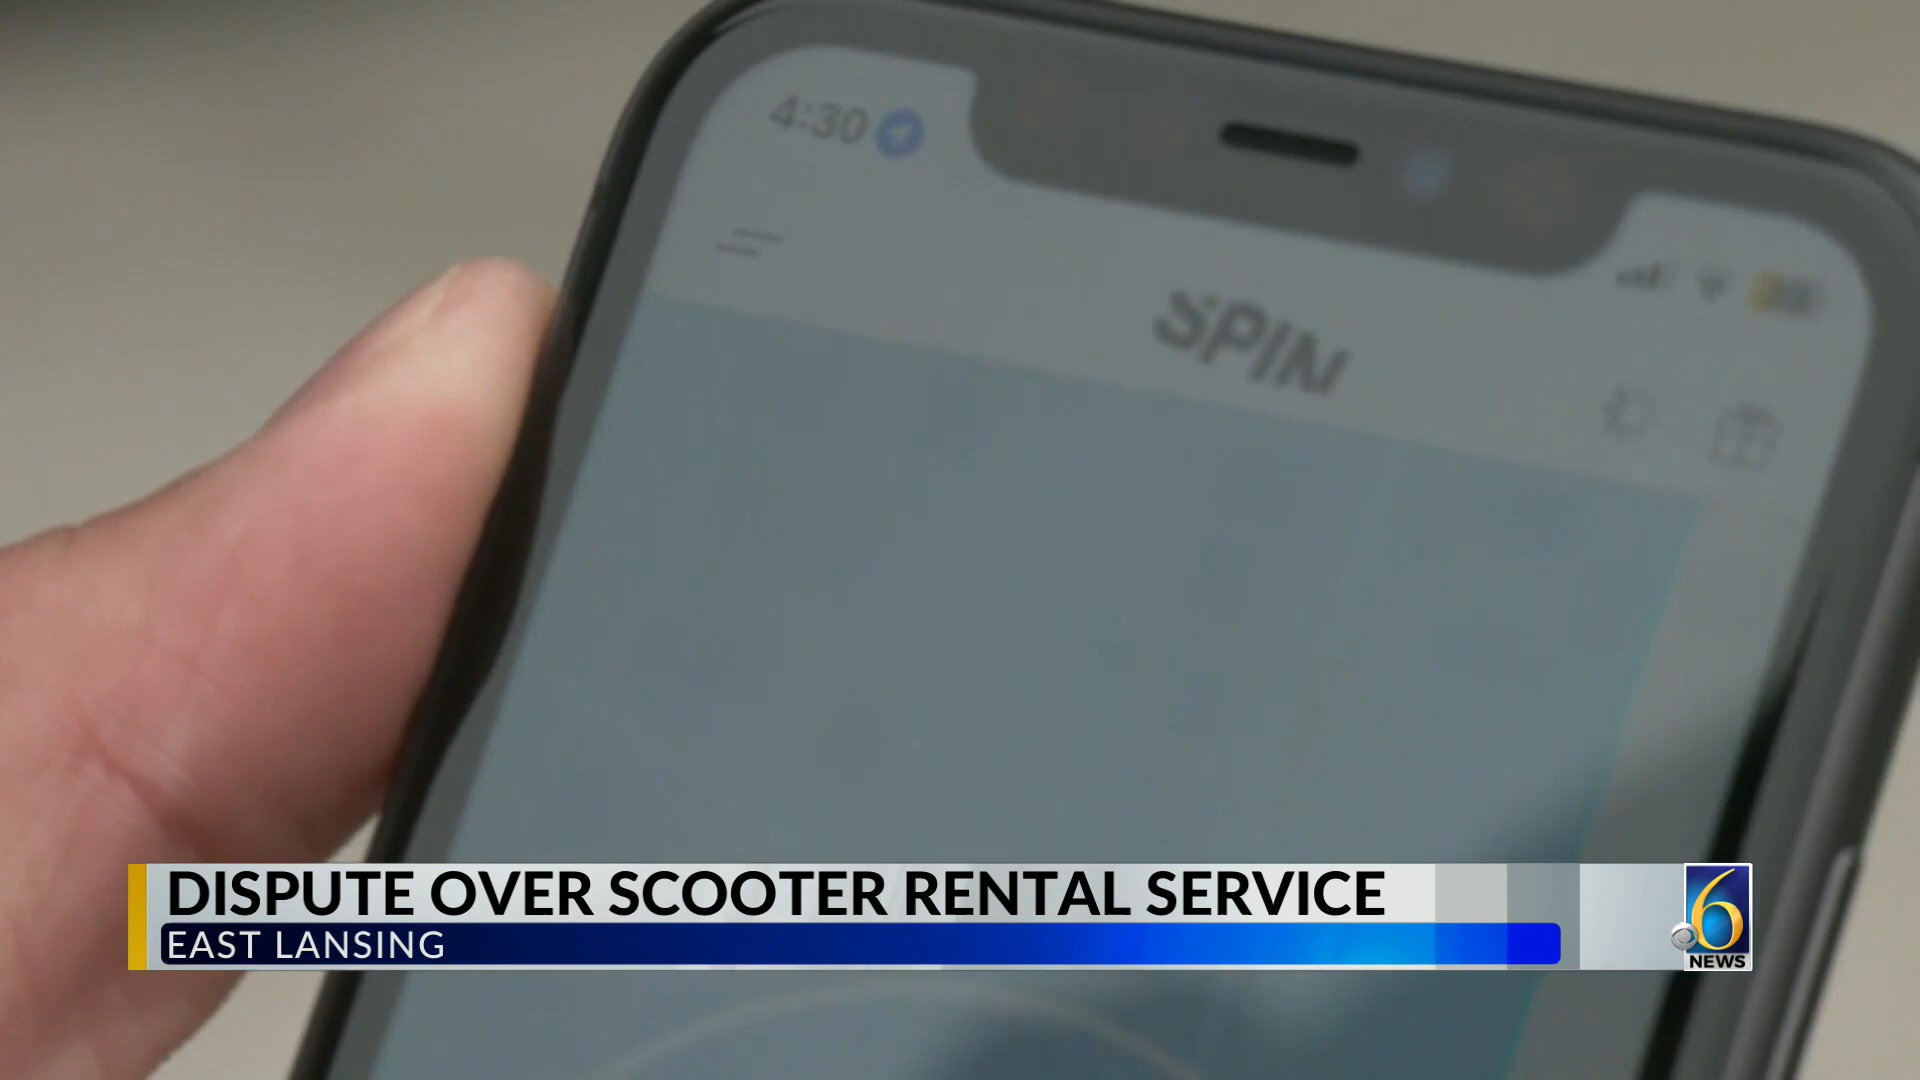 4:30
SPIN
DISPUTE OVER SCOOTER RENTAL SERVICE
EAST LANSING
6
NEWS